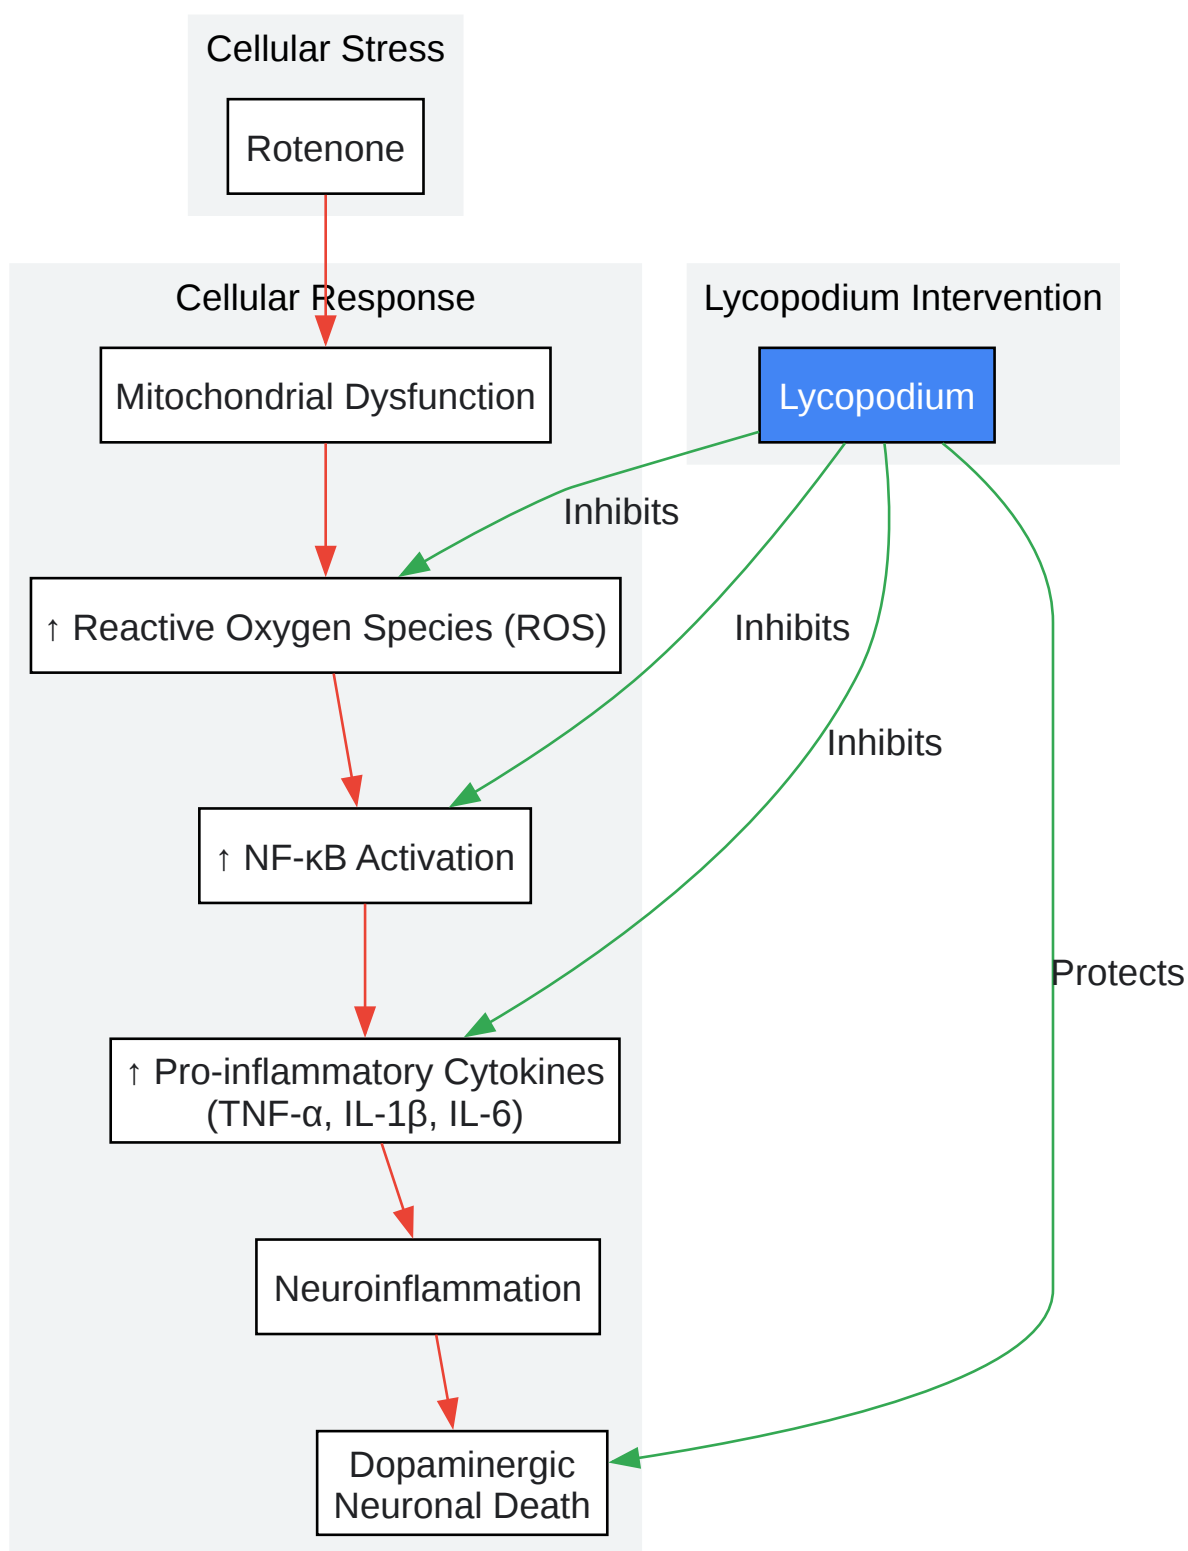 Cellular Stress
Rotenone
Cellular Response
Lycopodium Intervention
Mitochondrial Dysfunction
Lycopodium
Inhibits
↑ Reactive Oxygen Species (ROS)
Inhibits
Inhibits
↑ NF-κB Activation
Protects
↑ Pro-inflammatory Cytokines
(TNF-α, IL-1β, IL-6)
Neuroinflammation
Dopaminergic
Neuronal Death